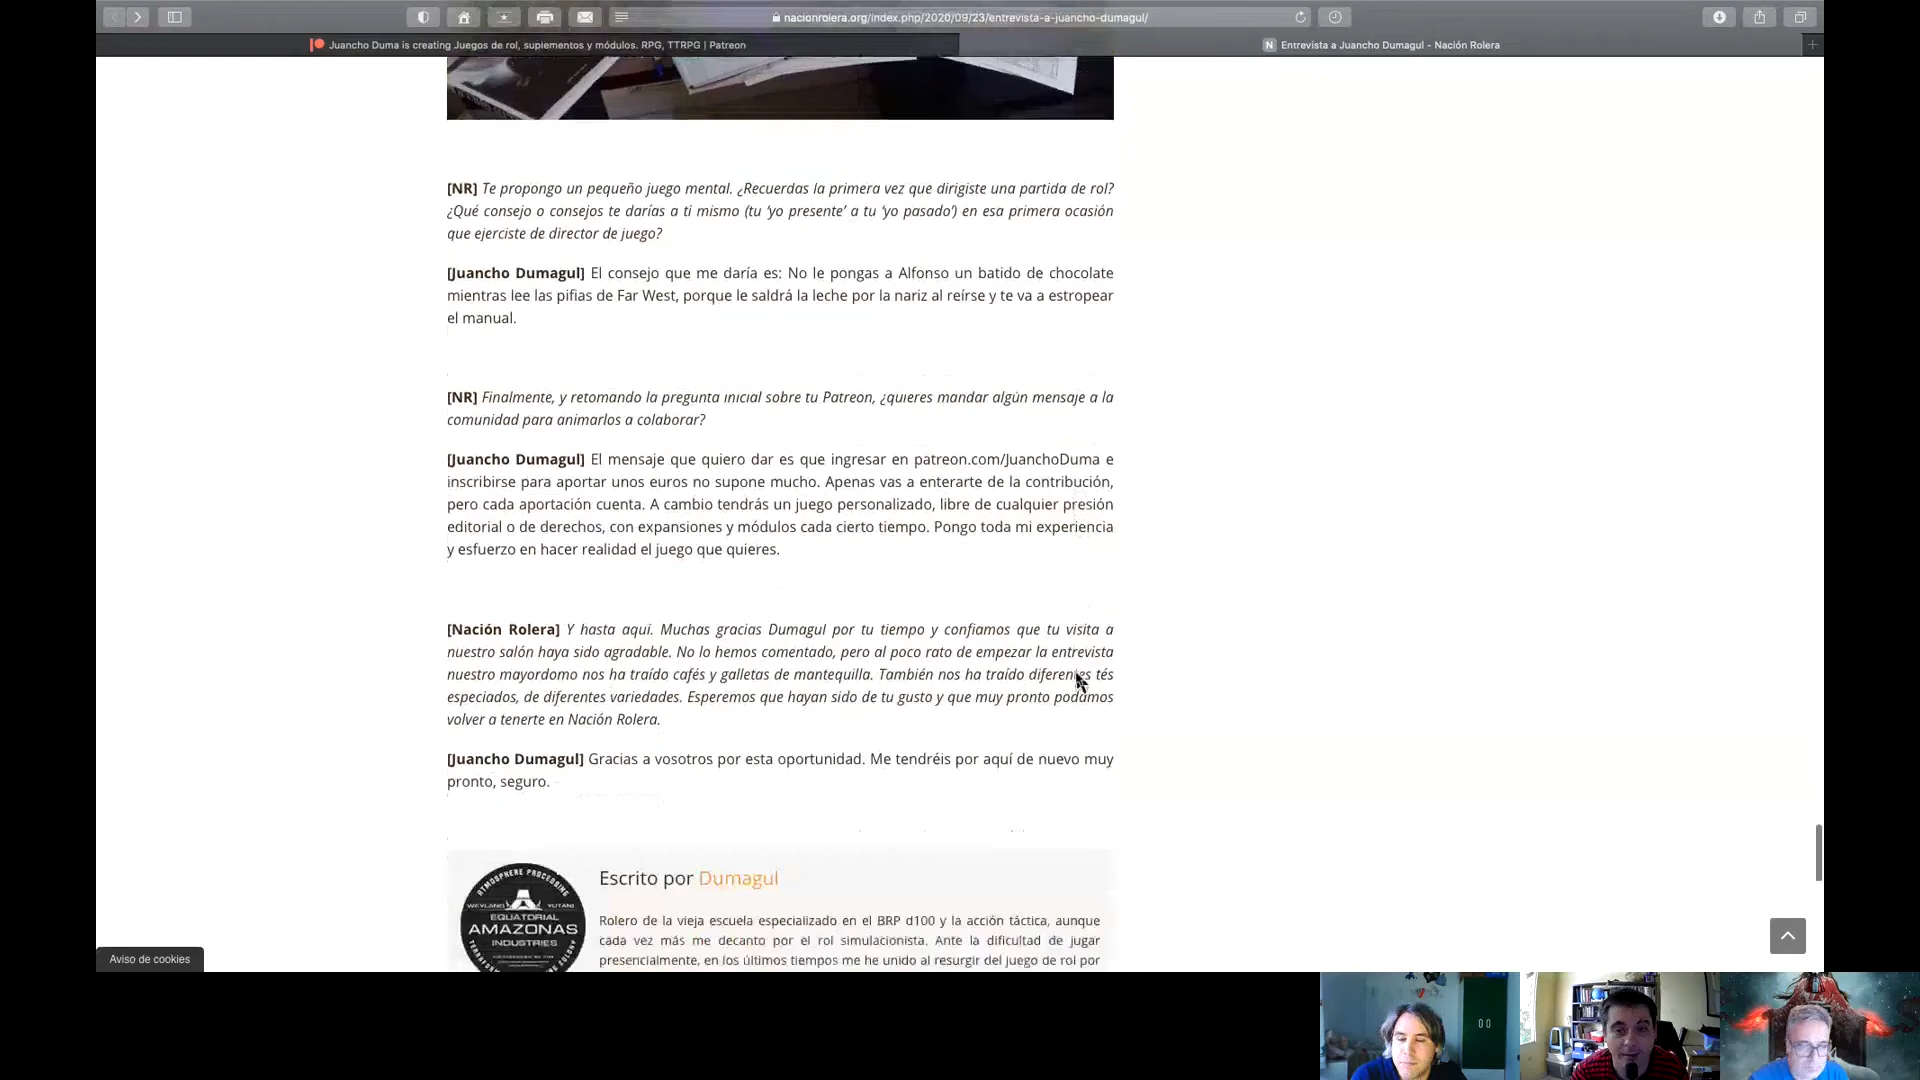 nacionrolera.org/index.php/2020/09/23/entrevista-a-juancho-dumagul/
Juancho Duma is creating Juegos de rol, suplementos y módulos. RPG, TTRPG | Patreon
N Entrevista a Juancho Dumagul - Nación Rolera
[NR] Te propongo un pequeño juego mental. ¿Recuerdas la primera vez que dirigiste una partida de rol?
¿Qué consejo o consejos te darías a ti mismo (tu ‘yo presente’ a tu ‘yo pasado’) en esa primera ocasión
que ejerciste de director de juego?
[Juancho Dumagul] El consejo que me daría es: No le pongas a Alfonso un batido de chocolate
mientras lee las pifias de Far West, porque le saldrá la leche por la nariz al reírse y te va a estropear
el manual.
[NR] Finalmente, y retomando la pregunta inicial sobre tu Patreon, ¿quieres mandar algún mensaje a la
comunidad para animarlos a colaborar?
[Juancho Dumagul] El mensaje que quiero dar es que ingresar en patreon.com/JuanchoDuma e
inscribirse para aportar unos euros no supone mucho. Apenas vas a enterarte de la contribución,
pero cada aportación cuenta. A cambio tendrás un juego personalizado, libre de cualquier presión
editorial o de derechos, con expansiones y módulos cada cierto tiempo. Pongo toda mi experiencia
y esfuerzo en hacer realidad el juego que quieres.
[Nación Rolera] Y hasta aquí. Muchas gracias Dumagul por tu tiempo y confiamos que tu visita a
nuestro salón haya sido agradable. No lo hemos comentado, pero al poco rato de empezar la entrevista
nuestro mayordomo nos ha traído cafés y galletas de mantequilla. También nos ha traído diferentes tés
especiados, de diferentes variedades. Esperemos que hayan sido de tu gusto y que muy pronto podamos
volver a tenerte en Nación Rolera.
[Juancho Dumagul] Gracias a vosotros por esta oportunidad. Me tendréis por aquí de nuevo muy
pronto, seguro.
Escrito por Dumagul
ATMOSPHERE PROCESSING
WEYLAND YUTANI
EQUATORIAL
AMAZONAS
INDUSTRIES
Rolero de la vieja escuela especializado en el BRP d100 y la acción táctica, aunque
cada vez más me decanto por el rol simulacionista. Ante la dificultad de jugar
presencialmente, en los últimos tiempos me he unido al resurgir del juego de rol por
Aviso de cookies